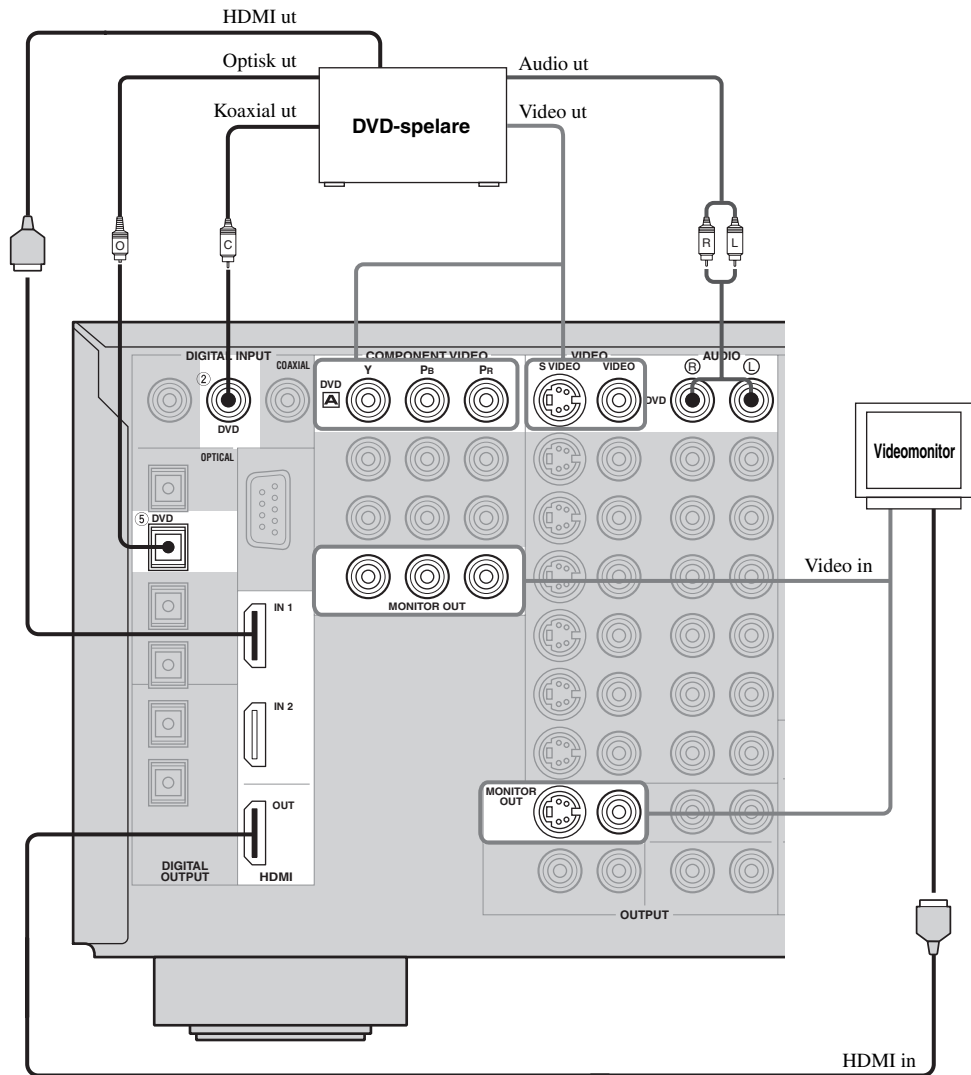 HDMI ut
Optisk ut
Audio ut
Koaxial ut
Video ut
DVD-spelare
O
C
R
L
DIGITAL INPUT
COAXIAL
COMPONENT VIDEO
VIDEO
AUDIO
② DVD
DVD A
Y
PB
PR
S VIDEO
VIDEO
DVD
R
L
Videomonitor
OPTICAL
⑤ DVD
Video in
MONITOR OUT
IN 1
IN 2
OUT
MONITOR
OUT
DIGITAL
OUTPUT
HDMI
OUTPUT
HDMI in